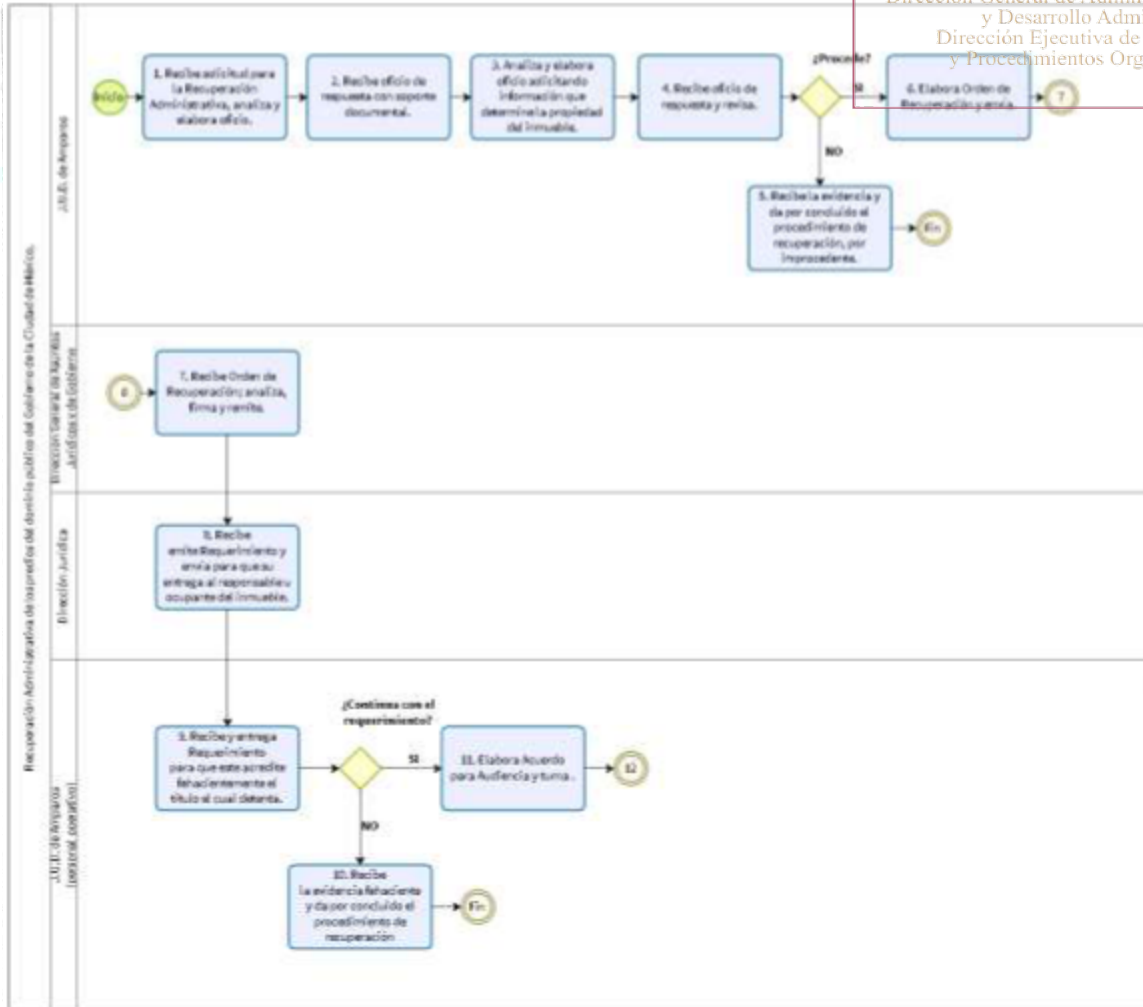 Dirección General de Admini
y Desarrollo Admi
Dirección Ejecutiva de
y Procedimientos Org
Recuperación Administrativa de los predios del dominio público del Gobierno de la Ciudad de México.
J.U.D. de Amparos
Inicio
1. Recibe solicitud para
la Recuperación
Administrativa, analiza y
elabora oficio.
2. Recibe oficio de
respuesta con soporte
documental.
3. Analiza y elabora
oficio solicitando
información que
determine la propiedad
del inmueble.
4. Recibe oficio de
respuesta y revisa.
¿Procede?
SI
6. Elabora Orden de
Recuperación y envía.
7
NO
5. Recibe la evidencia y
da por concluido el
procedimiento de
recuperación, por
improcedente.
Fin
Dirección General de Asuntos
Jurídicos y de Gobierno
6
7. Recibe Orden de
Recuperación; analiza,
firma y remite.
Dirección Jurídica
8. Recibe
emite Requerimiento y
envía para que su
entrega al responsable u
ocupante del inmueble.
J.U.D. de Amparos
(personal operativo)
9. Recibe y entrega
Requerimiento
para que este acredite
fehacientemente el
título el cual detenta.
¿Continua con el
requerimiento?
SI
11. Elabora Acuerdo
para Audiencia y turna.
12
NO
10. Recibe
la evidencia fehaciente
y da por concluido el
procedimiento de
recuperación
Fin